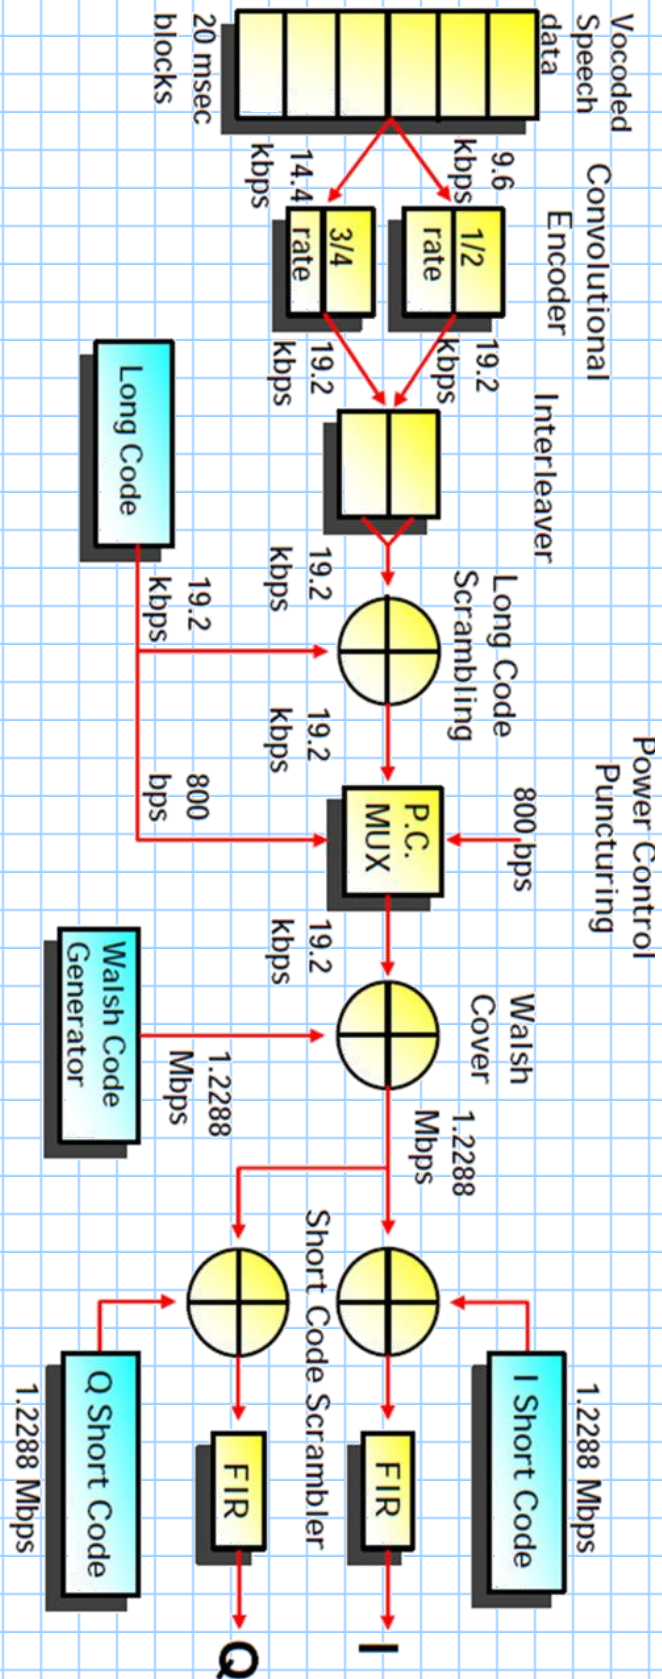 Vocoded
Speech
data
20 msec
blocks
Convolutional
Encoder
9.6
kbps
14.4
kbps
1/2
rate
3/4
rate
19.2
kbps
19.2
kbps
Interleaver
Long Code
19.2
kbps
Long Code
Scrambling
19.2
kbps
19.2
kbps
800
bps
Power Control
Puncturing
800 bps
P.C.
MUX
19.2
kbps
Walsh
Cover
Walsh Code
Generator
1.2288
Mbps
1.2288
Mbps
Short Code Scrambler
I Short Code
1.2288 Mbps
Q Short Code
1.2288 Mbps
FIR
FIR
I
Q